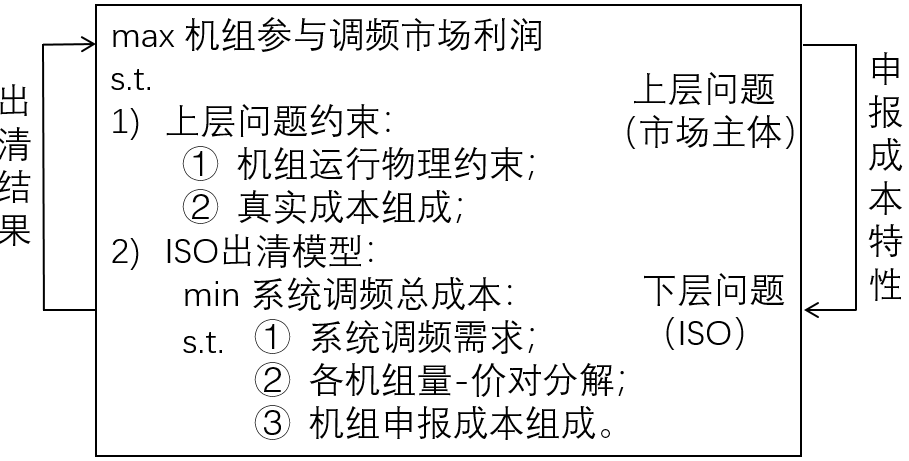 max 机组参与调频市场利润
s.t.
1) 上层问题约束：
① 机组运行物理约束；
② 真实成本组成；
2) ISO出清模型：
min 系统调频总成本：
s.t. ① 系统调频需求；
② 各机组量-价对分解；
③ 机组申报成本组成。
上层问题
（市场主体）
下层问题
（ISO）
出清结果
申报成本特性